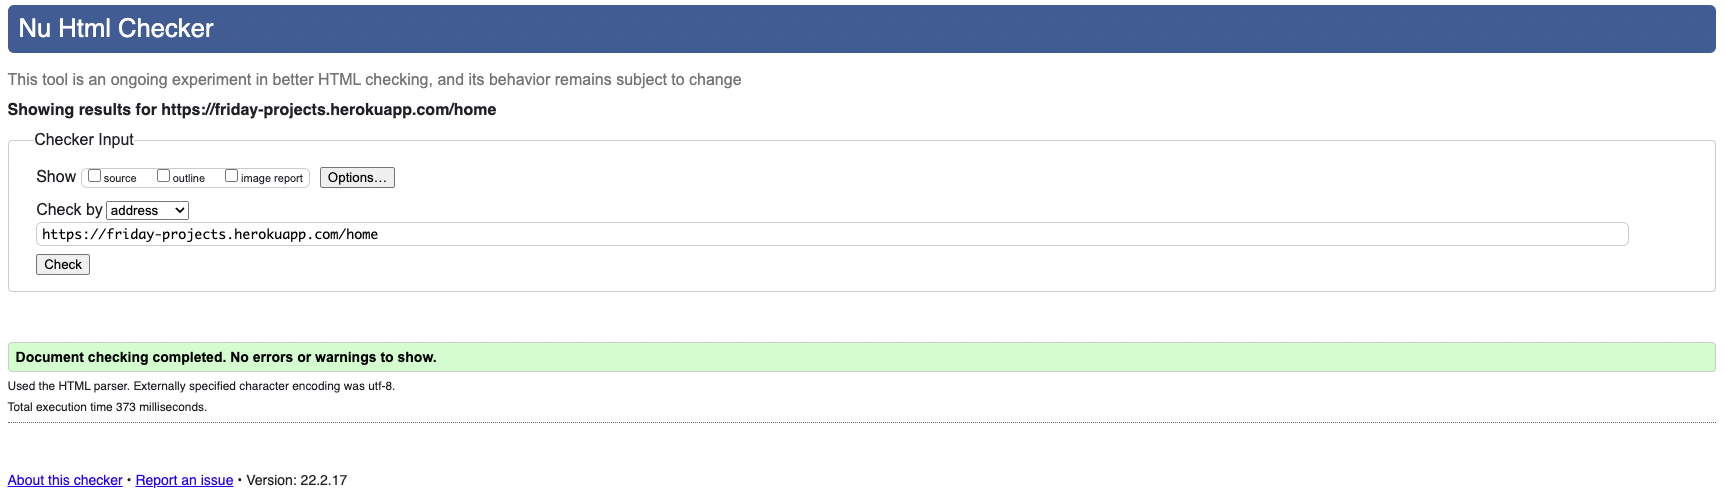 Nu Html Checker
This tool is an ongoing experiment in better HTML checking, and its behavior remains subject to change
Showing results for https://friday-projects.herokuapp.com/home
Checker Input
Show source outline image report Options...
Check by address
https://friday-projects.herokuapp.com/home
Check
Document checking completed. No errors or warnings to show.
Used the HTML parser. Externally specified character encoding was utf-8.
Total execution time 373 milliseconds.
About this checker • Report an issue • Version: 22.2.17